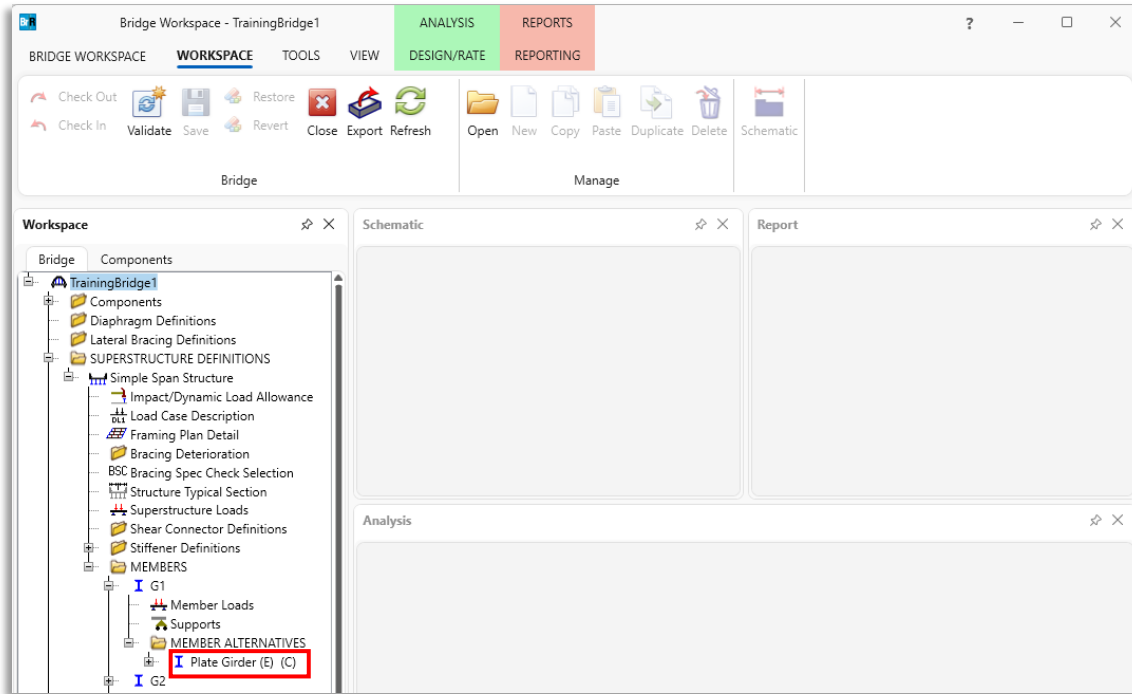 BrR Bridge Workspace - TrainingBridge1 ANALYSIS REPORTS ?
BRIDGE WORKSPACE WORKSPACE TOOLS VIEW DESIGN/RATE REPORTING
Check Out
Check In
Validate
Save
Restore
Revert
Close
Export
Refresh
Bridge
Open
New
Copy
Paste
Duplicate
Delete
Manage
Schematic
Workspace
Bridge Components
TrainingBridge1
Components
Diaphragm Definitions
Lateral Bracing Definitions
SUPERSTRUCTURE DEFINITIONS
Simple Span Structure
Impact/Dynamic Load Allowance
DL1 Load Case Description
Framing Plan Detail
Bracing Deterioration
BSC Bracing Spec Check Selection
Structure Typical Section
Superstructure Loads
Shear Connector Definitions
Stiffener Definitions
MEMBERS
G1
Member Loads
Supports
MEMBER ALTERNATIVES
Plate Girder (E) (C)
G2
Schematic
Report
Analysis